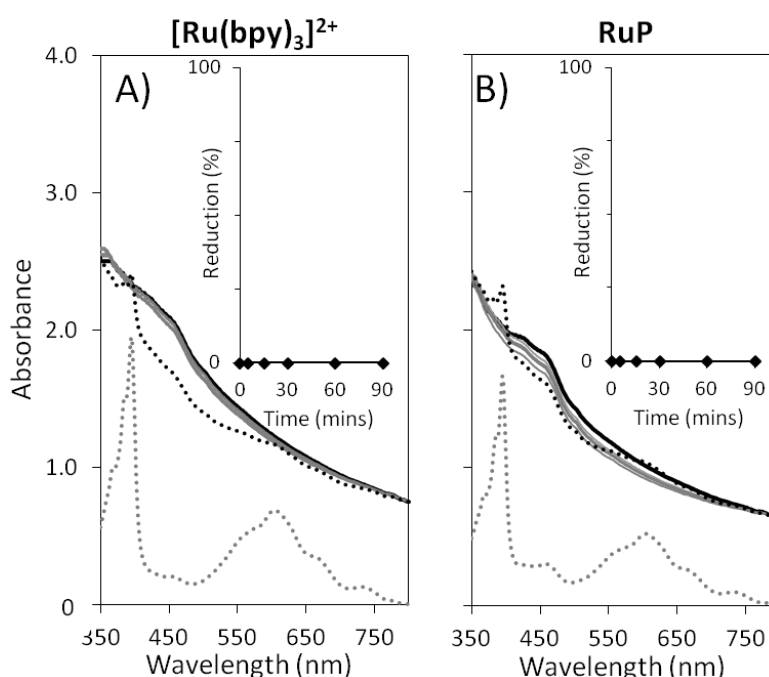 [Ru(bpy)₃]²⁺
RuP
Absorbance
4.0
3.0
2.0
1.0
0
A)
100
Reduction (%)
0
0 30 60 90
Time (mins)
350 450 550 650 750
Wavelength (nm)
B)
100
Reduction (%)
0
0 30 60 90
Time (mins)
350 450 550 650 750
Wavelength (nm)